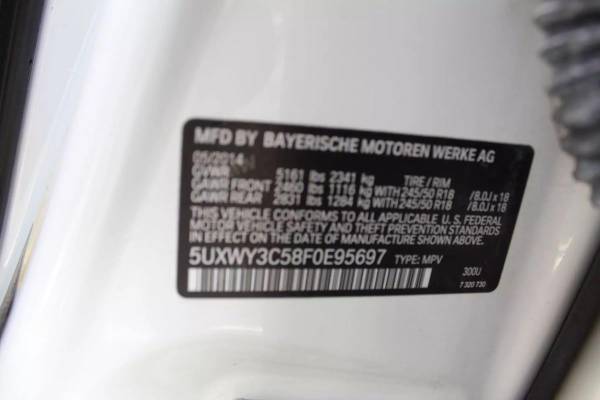 MFD BY BAYERISCHE MOTOREN WERKE AG
05/2014
GVWR 5161 lbs 2341 kg TIRE / RIM
GAWR FRONT 2460 lbs 1116 kg WITH 245/50 R18 /8.0J x 18
GAWR REAR 2831 lbs 1284 kg WITH 245/50 R18 /8.0J x 18
THIS VEHICLE CONFORMS TO ALL APPLICABLE U. S. FEDERAL
MOTOR VEHICLE SAFETY AND THEFT PREVENTION STANDARDS
IN EFFECT ON THE DATE OF MANUFACTURE SHOWN ABOVE.
5UXWY3C58F0E95697 TYPE: MPV
300U
7 320 730